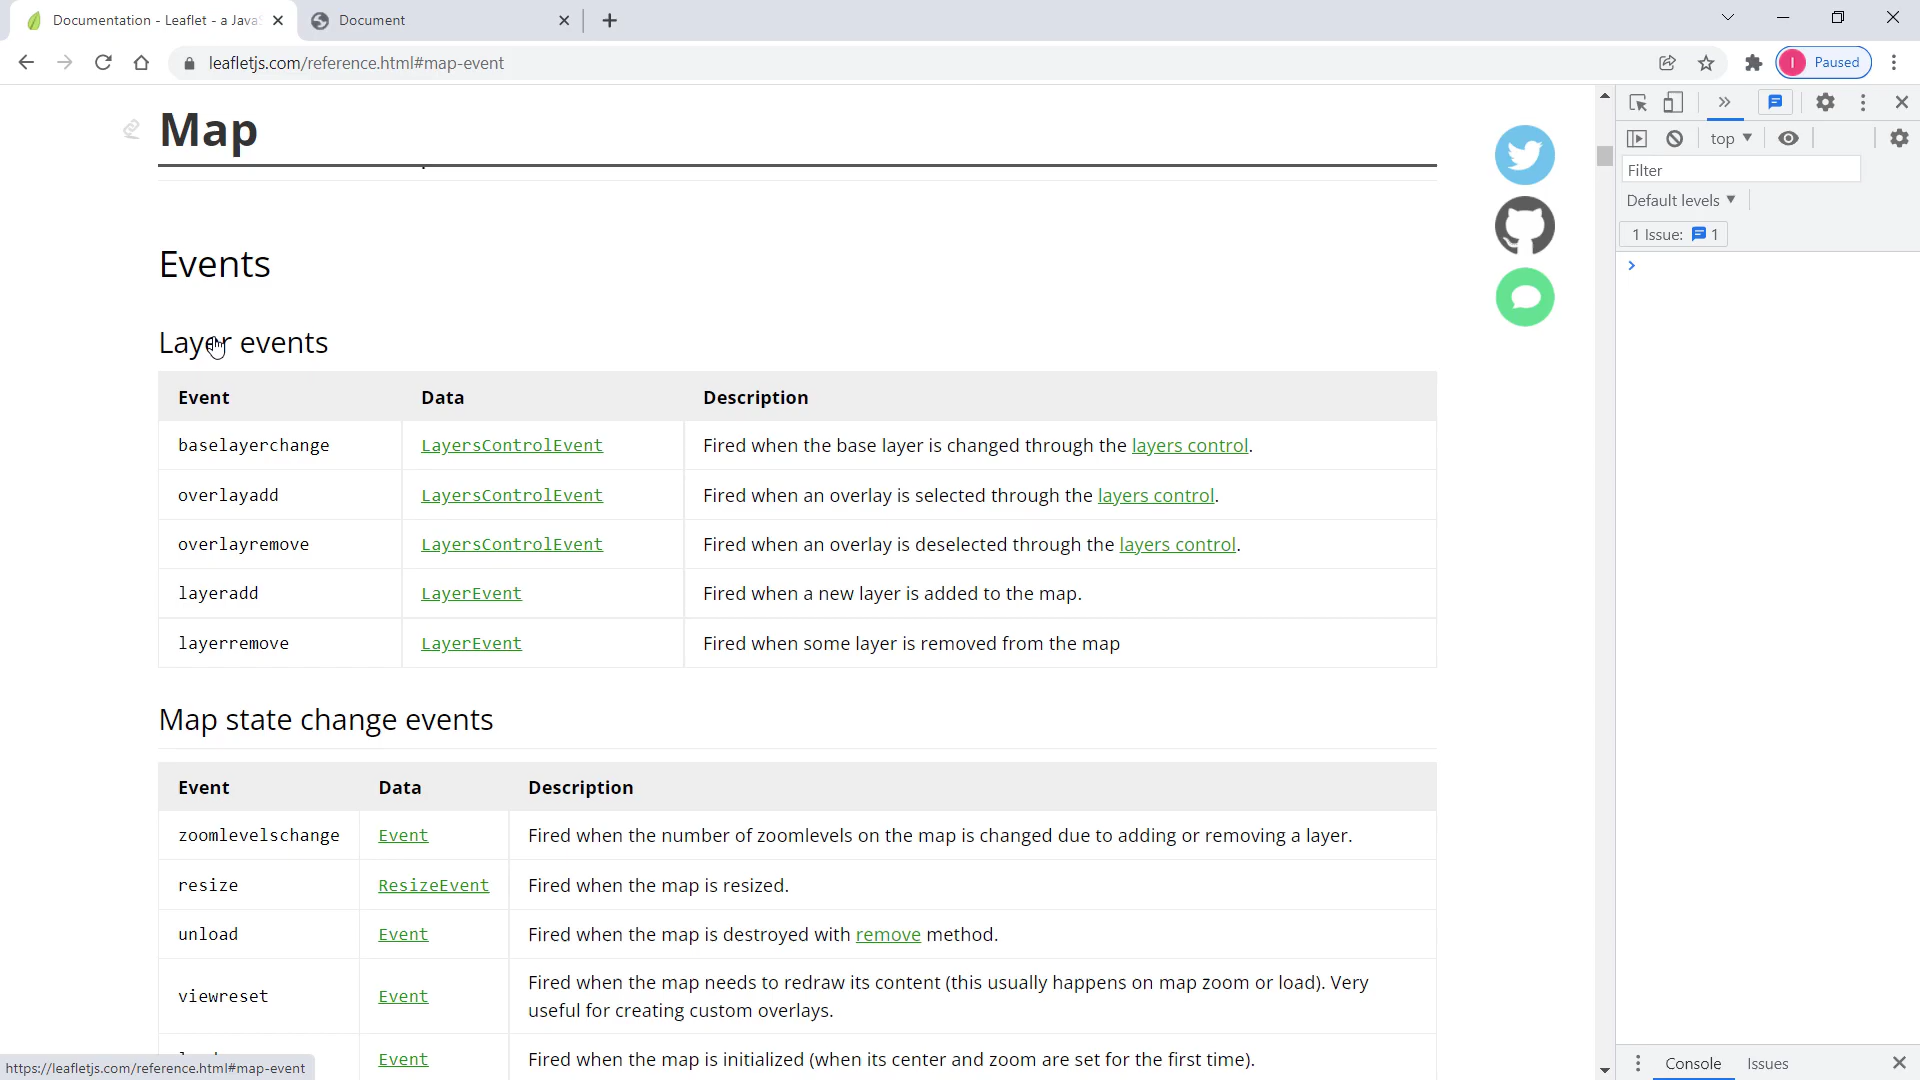 Documentation - Leaflet - a Java
Document
leafletjs.com/reference.html#map-event
I Paused
Map
Events
Layer events
Event Data Description
baselayerchange LayersControlEvent Fired when the base layer is changed through the layers control.
overlayadd LayersControlEvent Fired when an overlay is selected through the layers control.
overlayremove LayersControlEvent Fired when an overlay is deselected through the layers control.
layeradd LayerEvent Fired when a new layer is added to the map.
layerremove LayerEvent Fired when some layer is removed from the map
Map state change events
Event Data Description
zoomlevelschange Event Fired when the number of zoomlevels on the map is changed due to adding or removing a layer.
resize ResizeEvent Fired when the map is resized.
unload Event Fired when the map is destroyed with remove method.
viewreset Event Fired when the map needs to redraw its content (this usually happens on map zoom or load). Very
useful for creating custom overlays.
Event Fired when the map is initialized (when its center and zoom are set for the first time).
https://leafletjs.com/reference.html#map-event
top
Filter
Default levels
1 Issue: 1
Console Issues